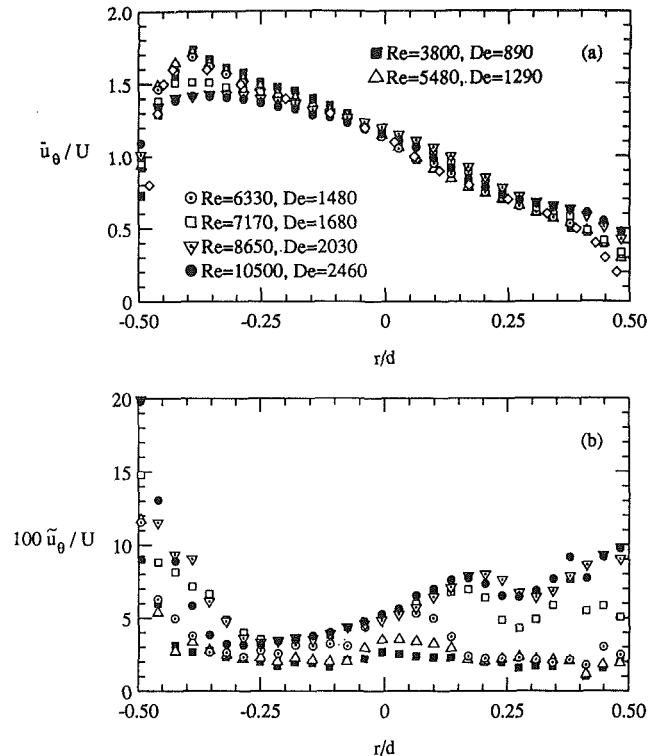 2.0
(a)
Re=3800, De=890
Re=5480, De=1290
1.5
ū_θ / U
1.0
Re=6330, De=1480
Re=7170, De=1680
Re=8650, De=2030
Re=10500, De=2460
0.5
0
-0.50 -0.25 0 0.25 0.50
r/d
20
(b)
15
100 ũ_θ / U
10
5
0
-0.50 -0.25 0 0.25 0.50
r/d